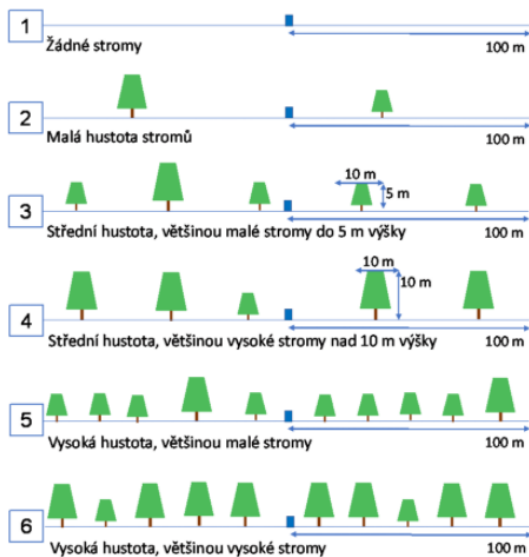 1
Žádné stromy
100 m
2
Malá hustota stromů
100 m
10 m
5 m
3
Střední hustota, většinou malé stromy do 5 m výšky
100 m
10 m
10 m
4
Střední hustota, většinou vysoké stromy nad 10 m výšky
100 m
5
Vysoká hustota, většinou malé stromy
100 m
6
Vysoká hustota, většinou vysoké stromy
100 m